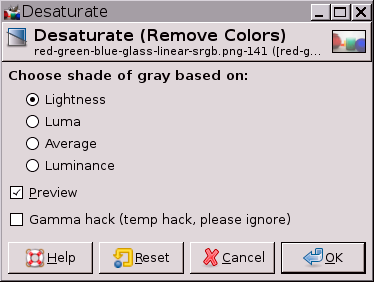 Desaturate
Desaturate (Remove Colors)
red-green-blue-glass-linear-srgb.png-141 ([red-g...
Choose shade of gray based on:
Lightness
Luma
Average
Luminance
Preview
Gamma hack (temp hack, please ignore)
Help Reset Cancel OK